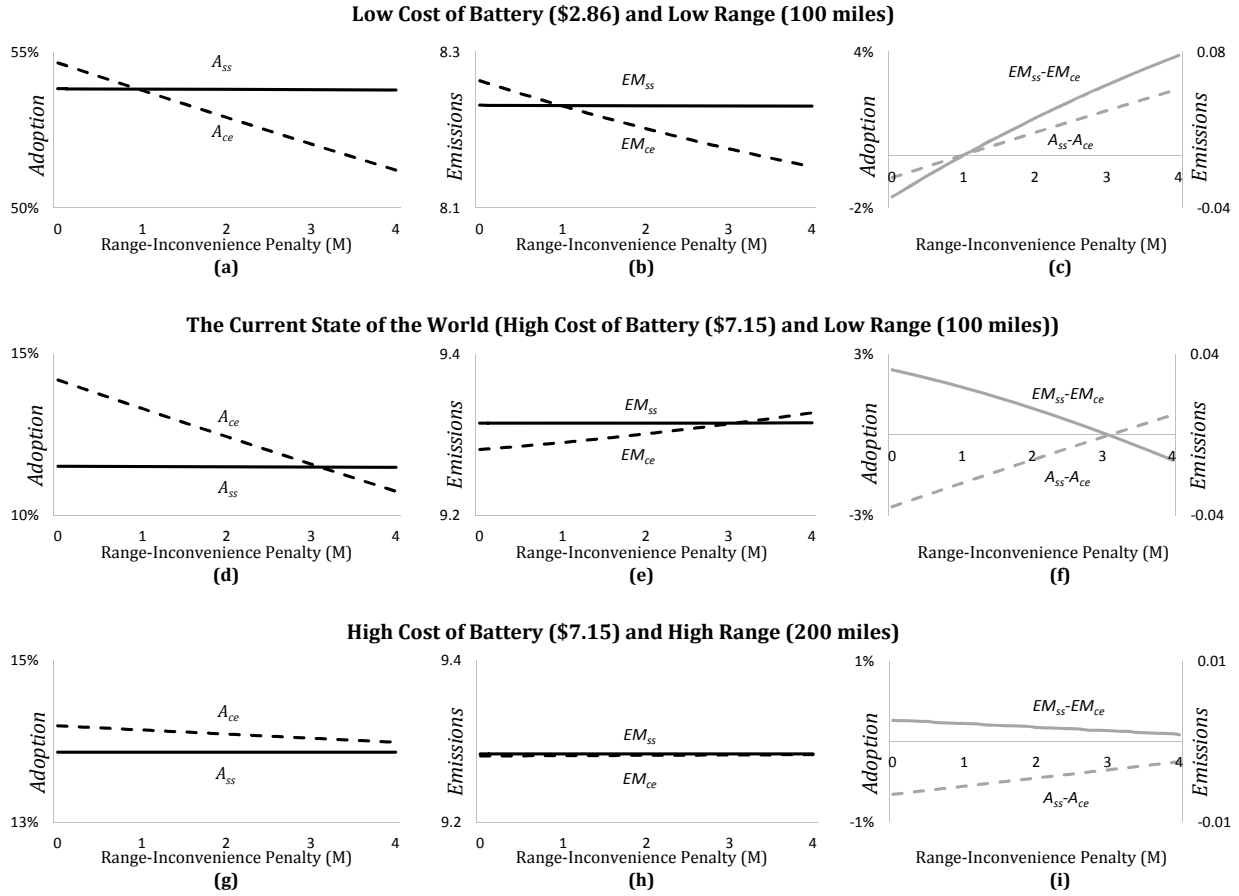 Low Cost of Battery ($2.86) and Low Range (100 miles)
55%
50%
Adoption
A_ss
A_ce
0 1 2 3 4
Range-Inconvenience Penalty (M)
(a)
8.3
8.1
Emissions
EM_ss
EM_ce
0 1 2 3 4
Range-Inconvenience Penalty (M)
(b)
4%
-2%
Adoption
EM_ss-EM_ce
A_ss-A_ce
0 1 2 3 4
0.08
-0.04
Emissions
Range-Inconvenience Penalty (M)
(c)
The Current State of the World (High Cost of Battery ($7.15) and Low Range (100 miles))
15%
10%
Adoption
A_ce
A_ss
0 1 2 3 4
Range-Inconvenience Penalty (M)
(d)
9.4
9.2
Emissions
EM_ss
EM_ce
0 1 2 3 4
Range-Inconvenience Penalty (M)
(e)
3%
-3%
Adoption
EM_ss-EM_ce
A_ss-A_ce
0 1 2 3 4
0.04
-0.04
Emissions
Range-Inconvenience Penalty (M)
(f)
High Cost of Battery ($7.15) and High Range (200 miles)
15%
13%
Adoption
A_ce
A_ss
0 1 2 3 4
Range-Inconvenience Penalty (M)
(g)
9.4
9.2
Emissions
EM_ss
EM_ce
0 1 2 3 4
Range-Inconvenience Penalty (M)
(h)
1%
-1%
Adoption
EM_ss-EM_ce
A_ss-A_ce
0 1 2 3 4
0.01
-0.01
Emissions
Range-Inconvenience Penalty (M)
(i)